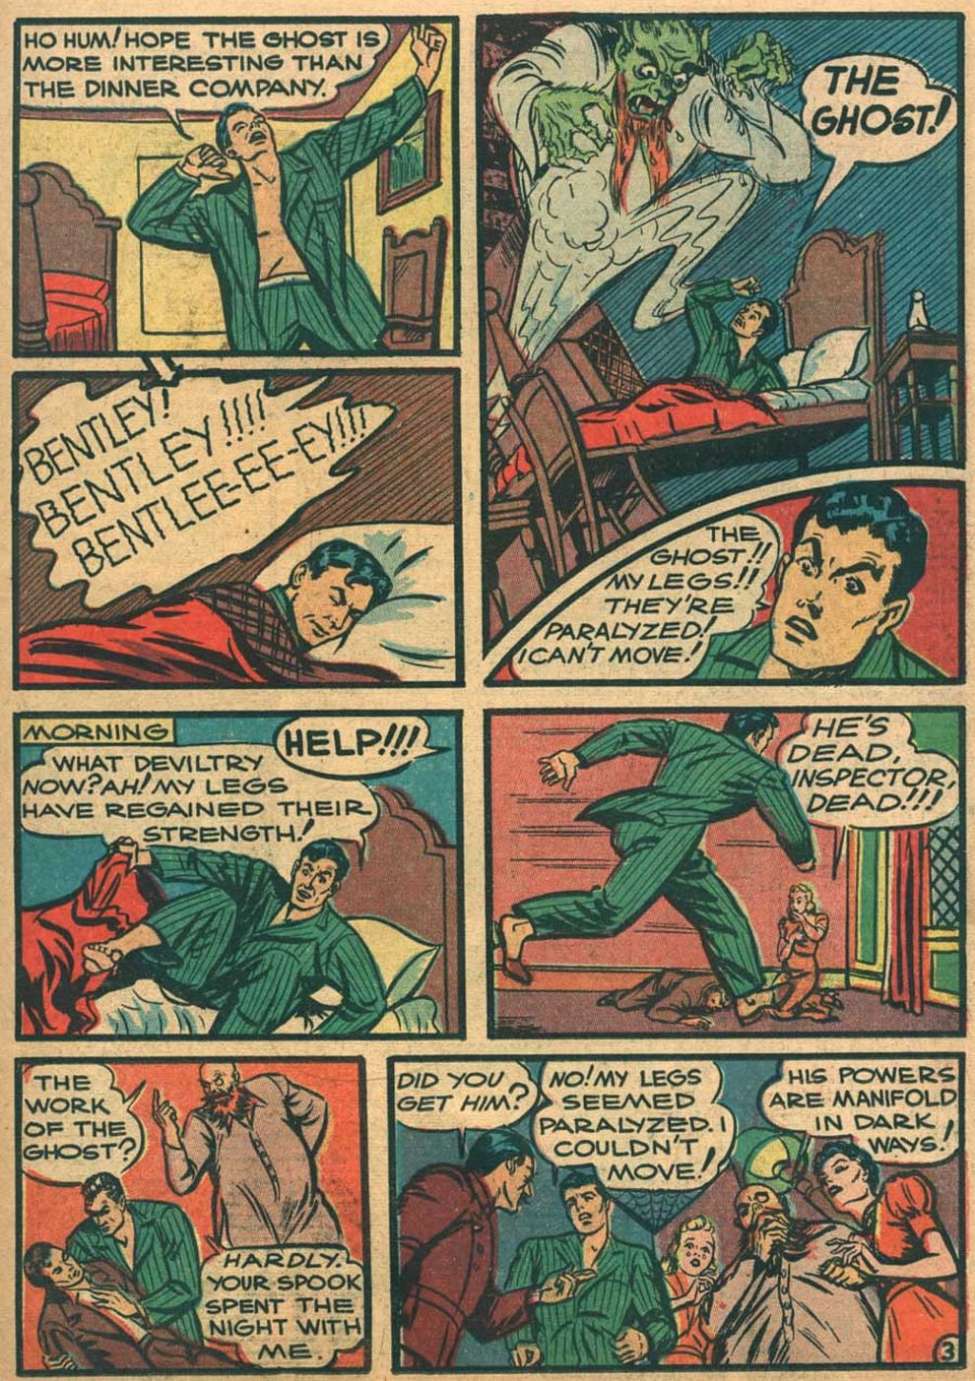 HO HUM! HOPE THE GHOST IS
MORE INTERESTING THAN
THE DINNER COMPANY.
BENTLEY!
BENTLEY!!!!
BENTLEE-EE-EY!!!
THE
GHOST!
THE
GHOST!!
MY LEGS!!
THEY'RE
PARALYZED!
I CAN'T MOVE!
MORNING
HELP!!!
WHAT DEVILTRY
NOW? AH! MY LEGS
HAVE REGAINED THEIR
STRENGTH!
HE'S
DEAD,
INSPECTOR,
DEAD!!!
THE
WORK
OF THE
GHOST?
HARDLY.
YOUR SPOOK
SPENT THE
NIGHT WITH
ME.
DID YOU
GET HIM?
NO! MY LEGS
SEEMED
PARALYZED. I
COULDN'T
MOVE!
HIS POWERS
ARE MANIFOLD
IN DARK
WAYS!
3